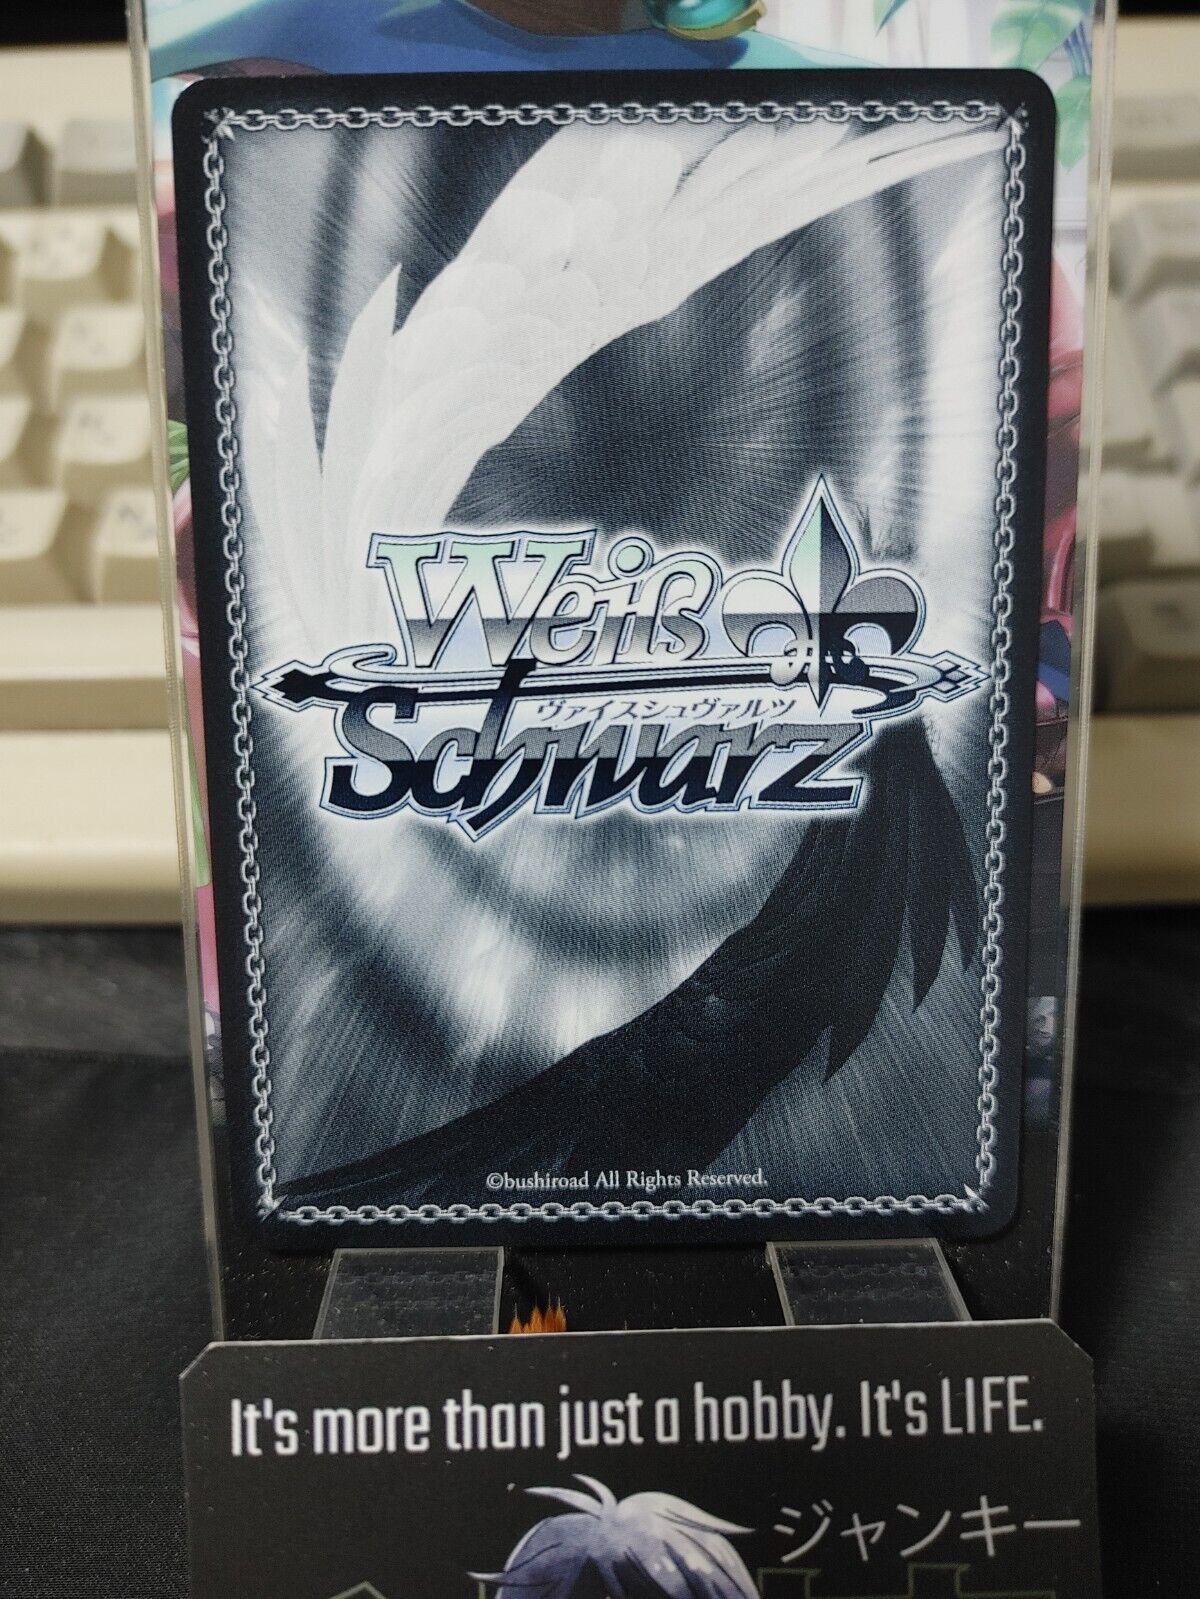 Weiß
ヴァイスシュヴァルツ
Schwarz
©bushiroad All Rights Reserved.
It's more than just a hobby. It's LIFE.
ジャンキー